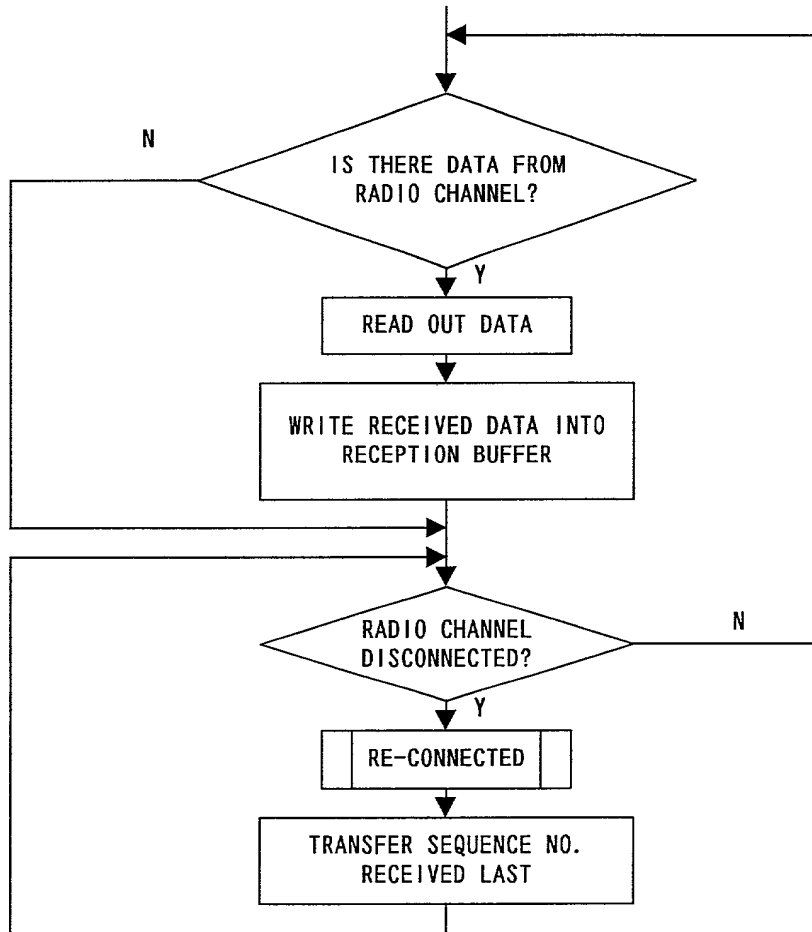 N
IS THERE DATA FROM
RADIO CHANNEL?
Y
READ OUT DATA
WRITE RECEIVED DATA INTO
RECEPTION BUFFER
RADIO CHANNEL
DISCONNECTED?
N
Y
RE-CONNECTED
TRANSFER SEQUENCE NO.
RECEIVED LAST